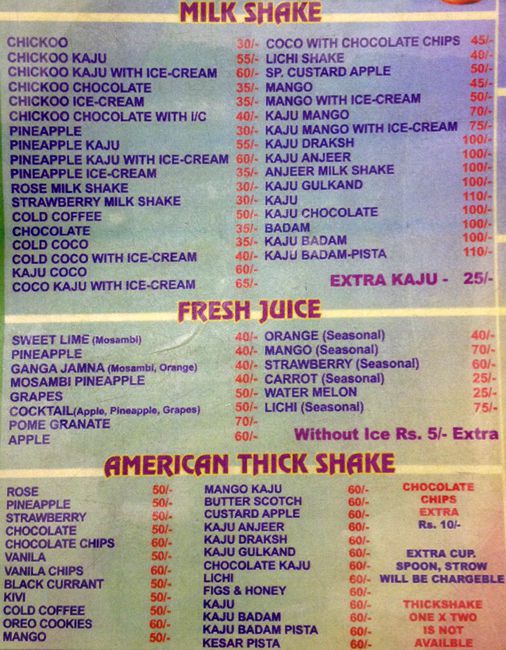 MILK SHAKE
CHICKOO 30/-
CHICKOO KAJU 55/-
CHICKOO KAJU WITH ICE-CREAM 60/-
CHICKOO CHOCOLATE 35/-
CHICKOO ICE-CREAM 35/-
CHICKOO CHOCOLATE WITH I/C 40/-
PINEAPPLE 30/-
PINEAPPLE KAJU 55/-
PINEAPPLE KAJU WITH ICE-CREAM 60/-
PINEAPPLE ICE-CREAM 35/-
ROSE MILK SHAKE 30/-
STRAWBERRY MILK SHAKE 30/-
COLD COFFEE 50/-
CHOCOLATE 35/-
COLD COCO 35/-
COLD COCO WITH ICE-CREAM 40/-
KAJU COCO 60/-
COCO KAJU WITH ICE-CREAM 65/-
COCO WITH CHOCOLATE CHIPS 45/-
LICHI SHAKE 40/-
SP. CUSTARD APPLE 50/-
MANGO 45/-
MANGO WITH ICE-CREAM 50/-
KAJU MANGO 70/-
KAJU MANGO WITH ICE-CREAM 75/-
KAJU DRAKSH 100/-
KAJU ANJEER 100/-
ANJEER MILK SHAKE 100/-
KAJU GULKAND 100/-
KAJU 110/-
KAJU CHOCOLATE 100/-
BADAM 100/-
KAJU BADAM 100/-
KAJU BADAM-PISTA 110/-
EXTRA KAJU - 25/-
FRESH JUICE
SWEET LIME (Mosambi) 40/-
PINEAPPLE 40/-
GANGA JAMNA (Mosambi, Orange) 40/-
MOSAMBI PINEAPPLE 40/-
GRAPES 50/-
COCKTAIL(Apple, Pineapple, Grapes) 50/-
POME GRANATE 70/-
APPLE 60/-
ORANGE (Seasonal) 40/-
MANGO (Seasonal) 70/-
STRAWBERRY (Seasonal) 60/-
CARROT (Seasonal) 25/-
WATER MELON 25/-
LICHI (Seasonal) 75/-
Without Ice Rs. 5/- Extra
AMERICAN THICK SHAKE
ROSE 50/-
PINEAPPLE 50/-
STRAWBERRY 50/-
CHOCOLATE 50/-
CHOCOLATE CHIPS 60/-
VANILA 50/-
VANILA CHIPS 60/-
BLACK CURRANT 50/-
KIVI 50/-
COLD COFFEE 50/-
OREO COOKIES 60/-
MANGO 50/-
MANGO KAJU 60/-
BUTTER SCOTCH 60/-
CUSTARD APPLE 60/-
KAJU ANJEER 60/-
KAJU DRAKSH 60/-
KAJU GULKAND 60/-
CHOCOLATE KAJU 60/-
LICHI 60/-
FIGS & HONEY 60/-
KAJU 60/-
KAJU BADAM 60/-
KAJU BADAM PISTA 60/-
KESAR PISTA 60/-
CHOCOLATE
CHIPS
EXTRA
Rs. 10/-
EXTRA CUP.
SPOON, STROW
WILL BE CHARGEBLE
THICKSHAKE
ONE X TWO
IS NOT
AVAILBLE